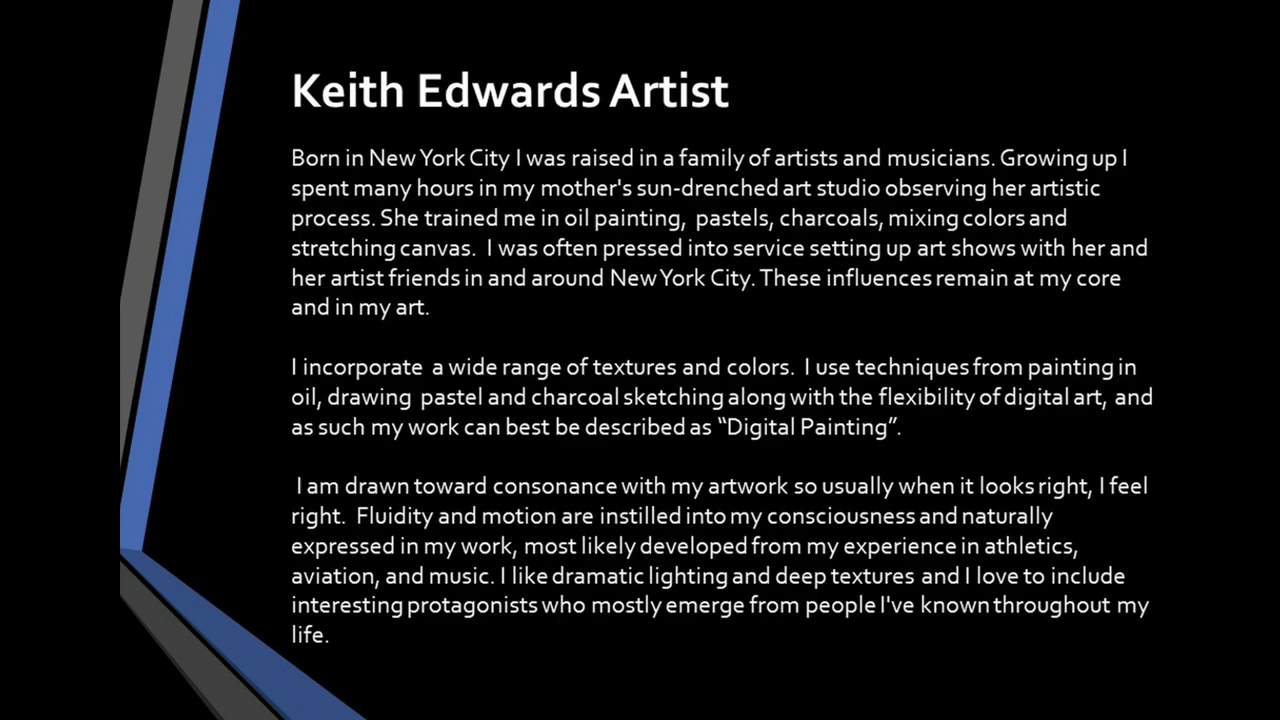 Keith Edwards Artist
Born in New York City I was raised in a family of artists and musicians. Growing up I
spent many hours in my mother's sun-drenched art studio observing her artistic
process. She trained me in oil painting,  pastels, charcoals, mixing colors and
stretching canvas.  I was often pressed into service setting up art shows with her and
her artist friends in and around New York City. These influences remain at my core
and in my art.
I incorporate  a wide range of textures and colors.  I use techniques from painting in
oil, drawing  pastel and charcoal sketching along with the flexibility of digital art, and
as such my work can best be described as “Digital Painting”.
I am drawn toward consonance with my artwork so usually when it looks right, I feel
right.  Fluidity and motion are instilled into my consciousness and naturally
expressed in my work, most likely developed from my experience in athletics,
aviation, and music. I like dramatic lighting and deep textures and I love to include
interesting protagonists who mostly emerge from people I've known throughout my
life.